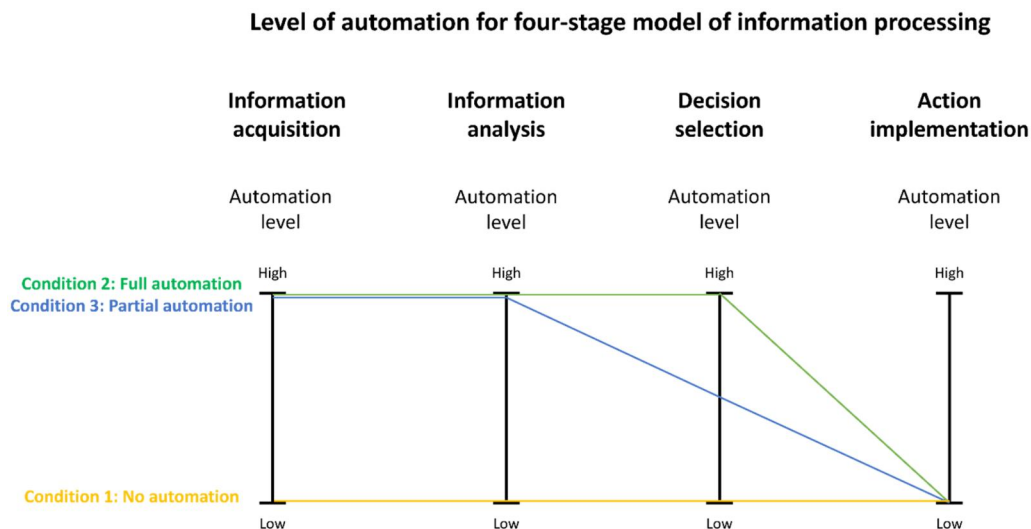 Level of automation for four-stage model of information processing
Information
acquisition
Information
analysis
Decision
selection
Action
implementation
Automation
level
Automation
level
Automation
level
Automation
level
High
High
High
High
Condition 2: Full automation
Condition 3: Partial automation
Condition 1: No automation
Low
Low
Low
Low